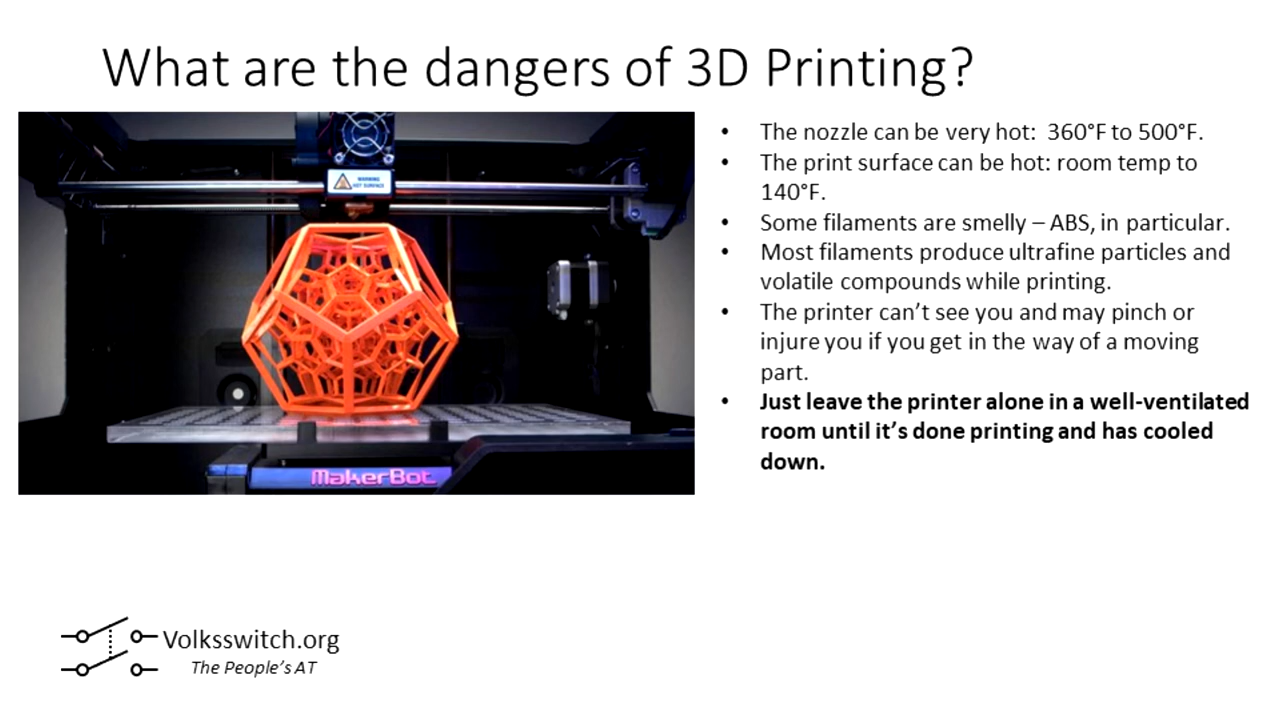 What are the dangers of 3D Printing?
WARNING
HOT SURFACE
MakerBot
• The nozzle can be very hot:  360°F to 500°F.
• The print surface can be hot: room temp to
140°F.
• Some filaments are smelly – ABS, in particular.
• Most filaments produce ultrafine particles and
volatile compounds while printing.
• The printer can’t see you and may pinch or
injure you if you get in the way of a moving
part.
• Just leave the printer alone in a well-ventilated
room until it’s done printing and has cooled
down.
Volksswitch.org
The People’s AT